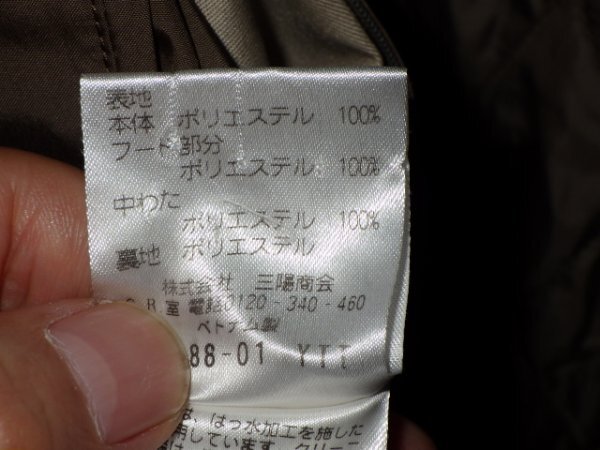 表地
本体 ポリエステル 100%
フード部分
ポリエステル 100%
中わた
ポリエステル 100%
裏地 ポリエステル
株式会社 三陽商会
R.室 電話0120-340-460
ベトナム製
88-01 YTT
は、はっ水加工を施した
用しています。クリーニ